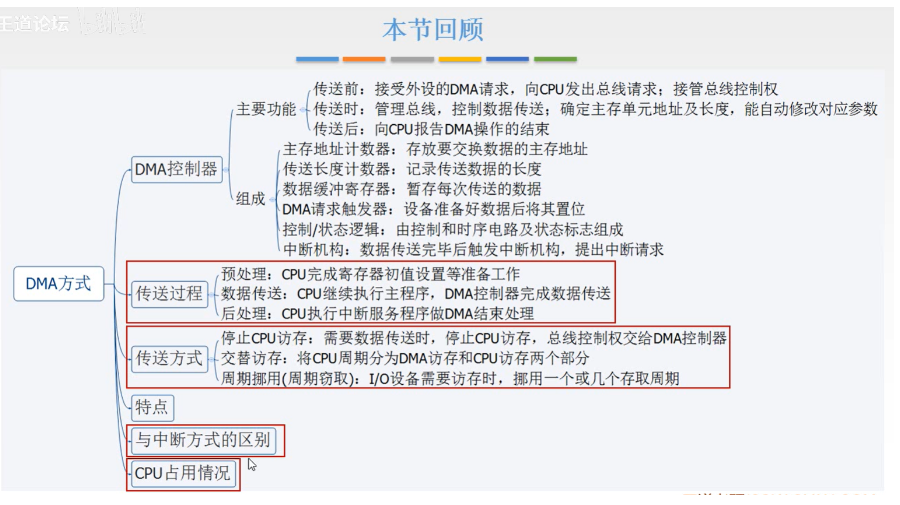 王道论坛
本节回顾
传送前：接受外设的DMA请求，向CPU发出总线请求；接管总线控制权
主要功能
传送时：管理总线，控制数据传送；确定主存单元地址及长度，能自动修改对应参数
传送后：向CPU报告DMA操作的结束
DMA控制器
主存地址计数器：存放要交换数据的主存地址
传送长度计数器：记录传送数据的长度
数据缓冲寄存器：暂存每次传送的数据
组成
DMA请求触发器：设备准备好数据后将其置位
控制/状态逻辑：由控制和时序电路及状态标志组成
中断机构：数据传送完毕后触发中断机构，提出中断请求
DMA方式
预处理：CPU完成寄存器初值设置等准备工作
传送过程
数据传送：CPU继续执行主程序，DMA控制器完成数据传送
后处理：CPU执行中断服务程序做DMA结束处理
停止CPU访存：需要数据传送时，停止CPU访存，总线控制权交给DMA控制器
传送方式
交替访存：将CPU周期分为DMA访存和CPU访存两个部分
周期挪用(周期窃取)：I/O设备需要访存时，挪用一个或几个存取周期
特点
与中断方式的区别
CPU占用情况